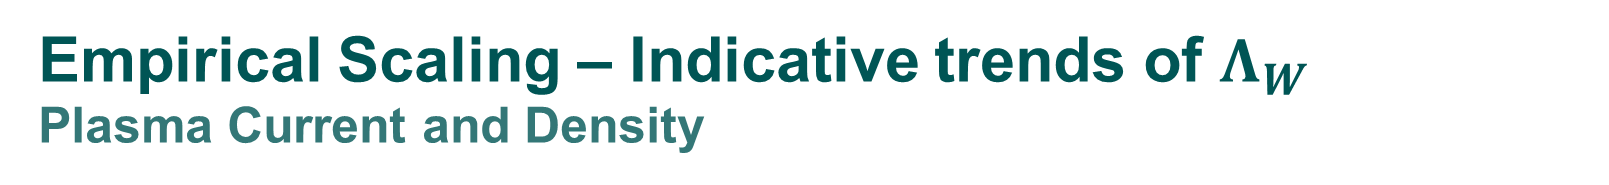 Empirical Scaling – Indicative trends of Λ_W
Plasma Current and Density